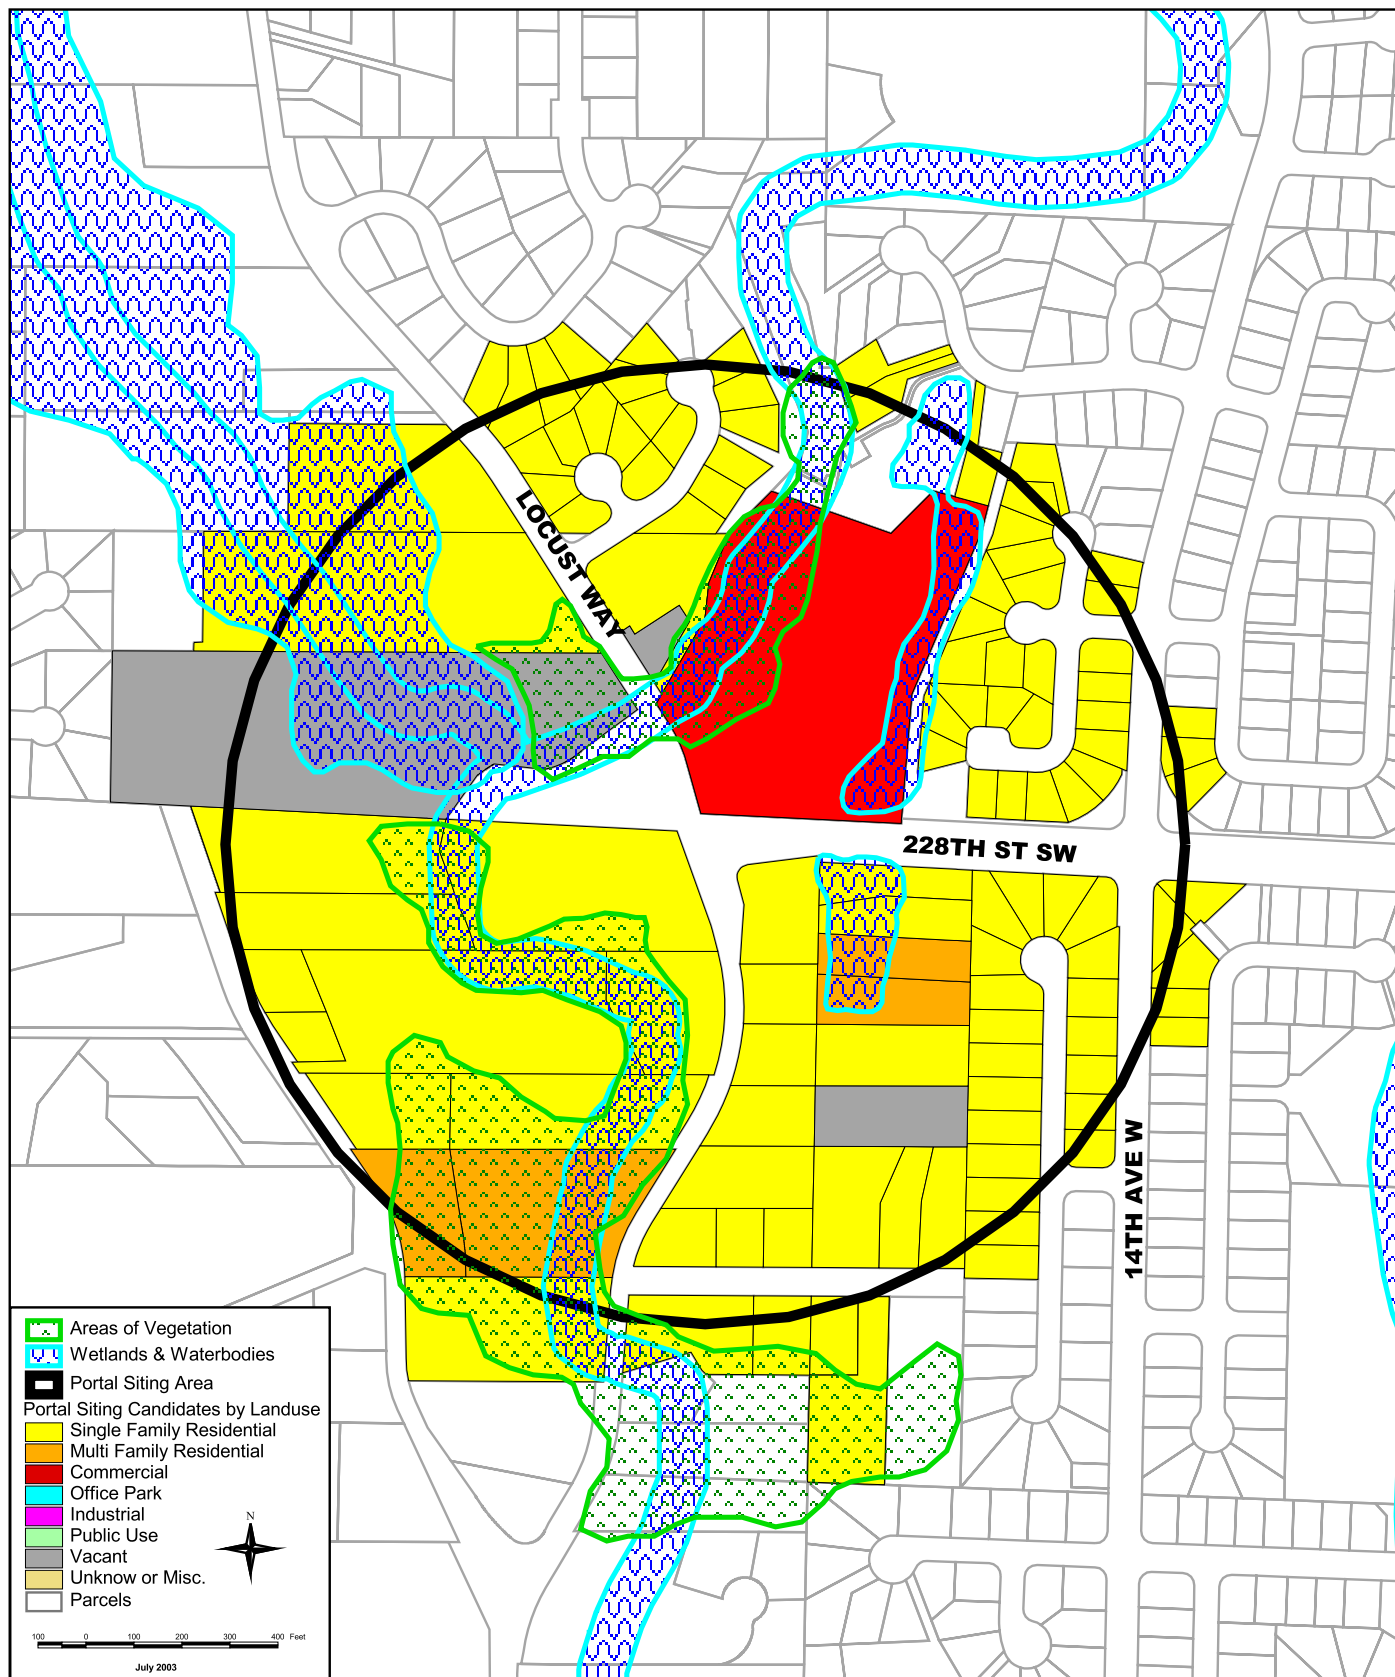 LOCUST WAY
228TH ST SW
14TH AVE W
Areas of Vegetation
Wetlands & Waterbodies
Portal Siting Area
Portal Siting Candidates by Landuse
Single Family Residential
Multi Family Residential
Commercial
Office Park
Industrial
Public Use
Vacant
Unknow or Misc.
Parcels
N
100 0 100 200 300 400 Feet
July 2003